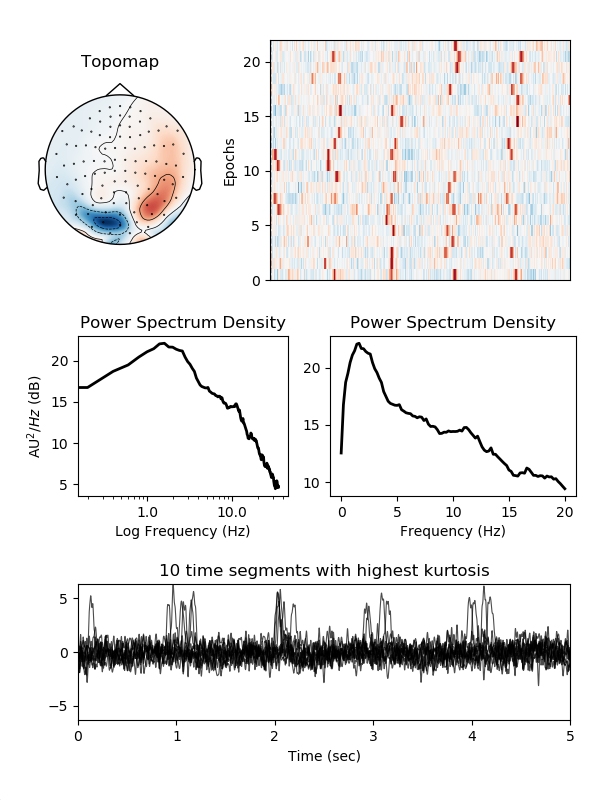 Topomap
Epochs
20
15
10
5
0
Power Spectrum Density
AU²/Hz (dB)
20
15
10
5
1.0 10.0
Log Frequency (Hz)
Power Spectrum Density
20
15
10
0 5 10 15 20
Frequency (Hz)
10 time segments with highest kurtosis
5
0
−5
0 1 2 3 4 5
Time (sec)